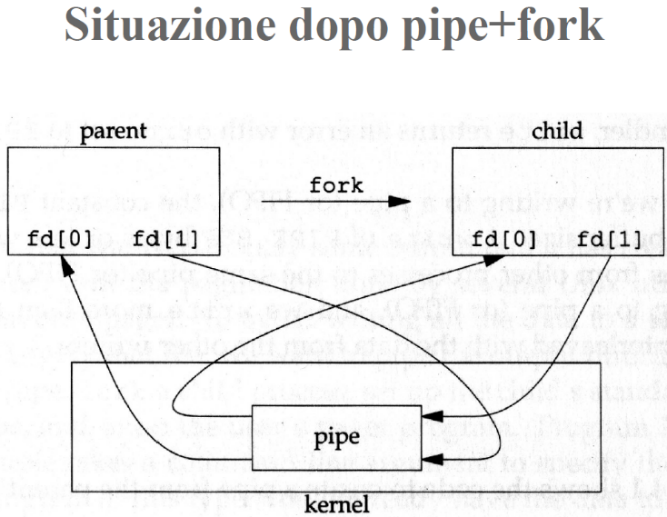 Situazione dopo pipe+fork
parent
child
fork
fd[0] fd[1]
fd[0] fd[1]
pipe
kernel